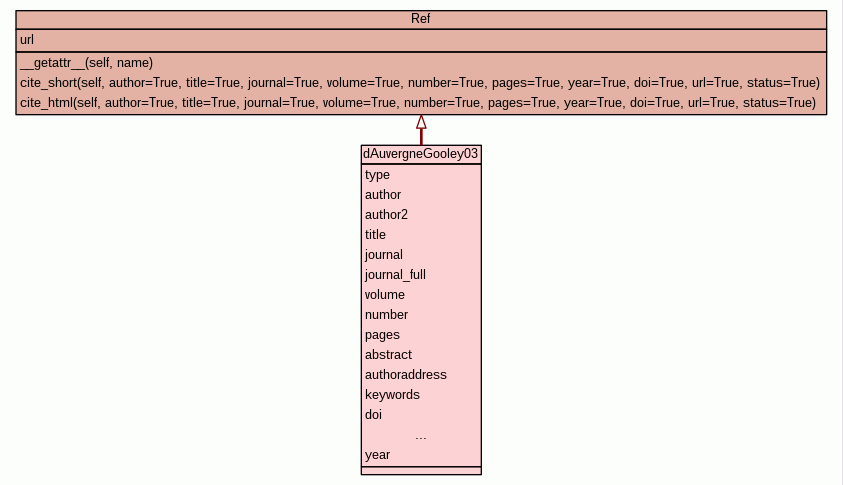 Ref
url
__getattr__(self, name)
cite_short(self, author=True, title=True, journal=True, volume=True, number=True, pages=True, year=True, doi=True, url=True, status=True)
cite_html(self, author=True, title=True, journal=True, volume=True, number=True, pages=True, year=True, doi=True, url=True, status=True)
dAuvergneGooley03
type
author
author2
title
journal
journal_full
volume
number
pages
abstract
authoraddress
keywords
doi
...
year